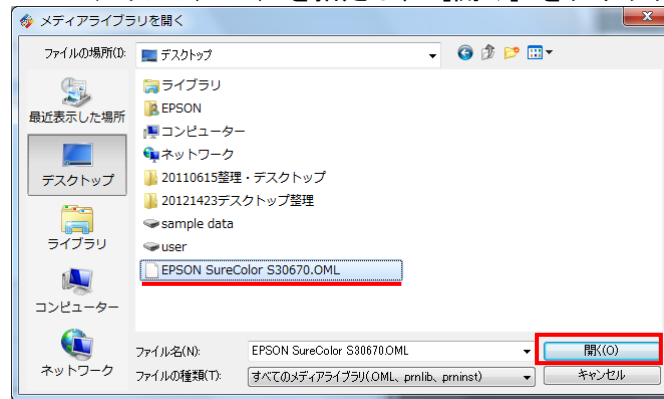 メディアライブラリを開く
ファイルの場所(I):
デスクトップ
最近表示した場所
デスクトップ
ライブラリ
コンピューター
ネットワーク
ライブラリ
EPSON
コンピューター
ネットワーク
20110615整理・デスクトップ
20121423デスクトップ整理
sample data
user
EPSON SureColor S30670.OML
ファイル名(N):
EPSON SureColor S30670.OML
開く(O)
ファイルの種類(T):
すべてのメディアライブラリ(.OML、prnlib、prninst)
キャンセル